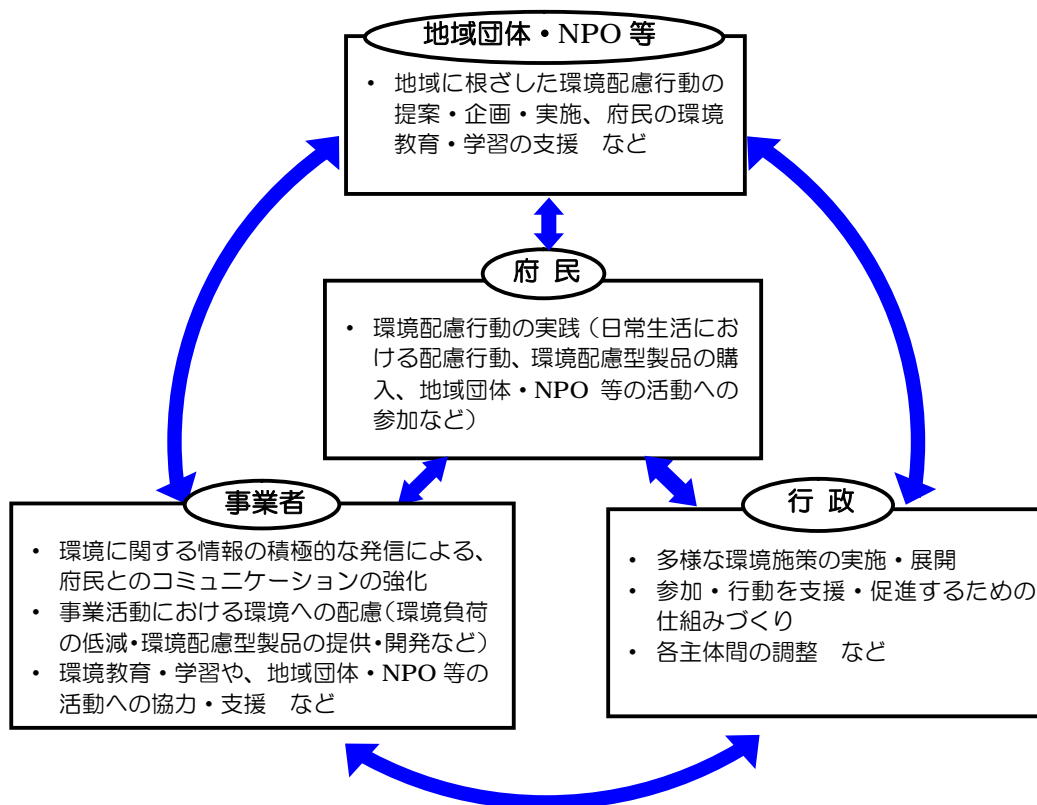 地域団体・NPO 等
・ 地域に根ざした環境配慮行動の
提案・企画・実施、府民の環境
教育・学習の支援　など
府 民
・ 環境配慮行動の実践（日常生活にお
ける配慮行動、環境配慮型製品の購
入、地域団体・NPO 等の活動への
参加など）
事業者
・ 環境に関する情報の積極的な発信による、
府民とのコミュニケーションの強化
・ 事業活動における環境への配慮（環境負荷
の低減・環境配慮型製品の提供・開発など）
・ 環境教育・学習や、地域団体・NPO 等の
活動への協力・支援　など
行 政
・ 多様な環境施策の実施・展開
・ 参加・行動を支援・促進するための
仕組みづくり
・ 各主体間の調整　など